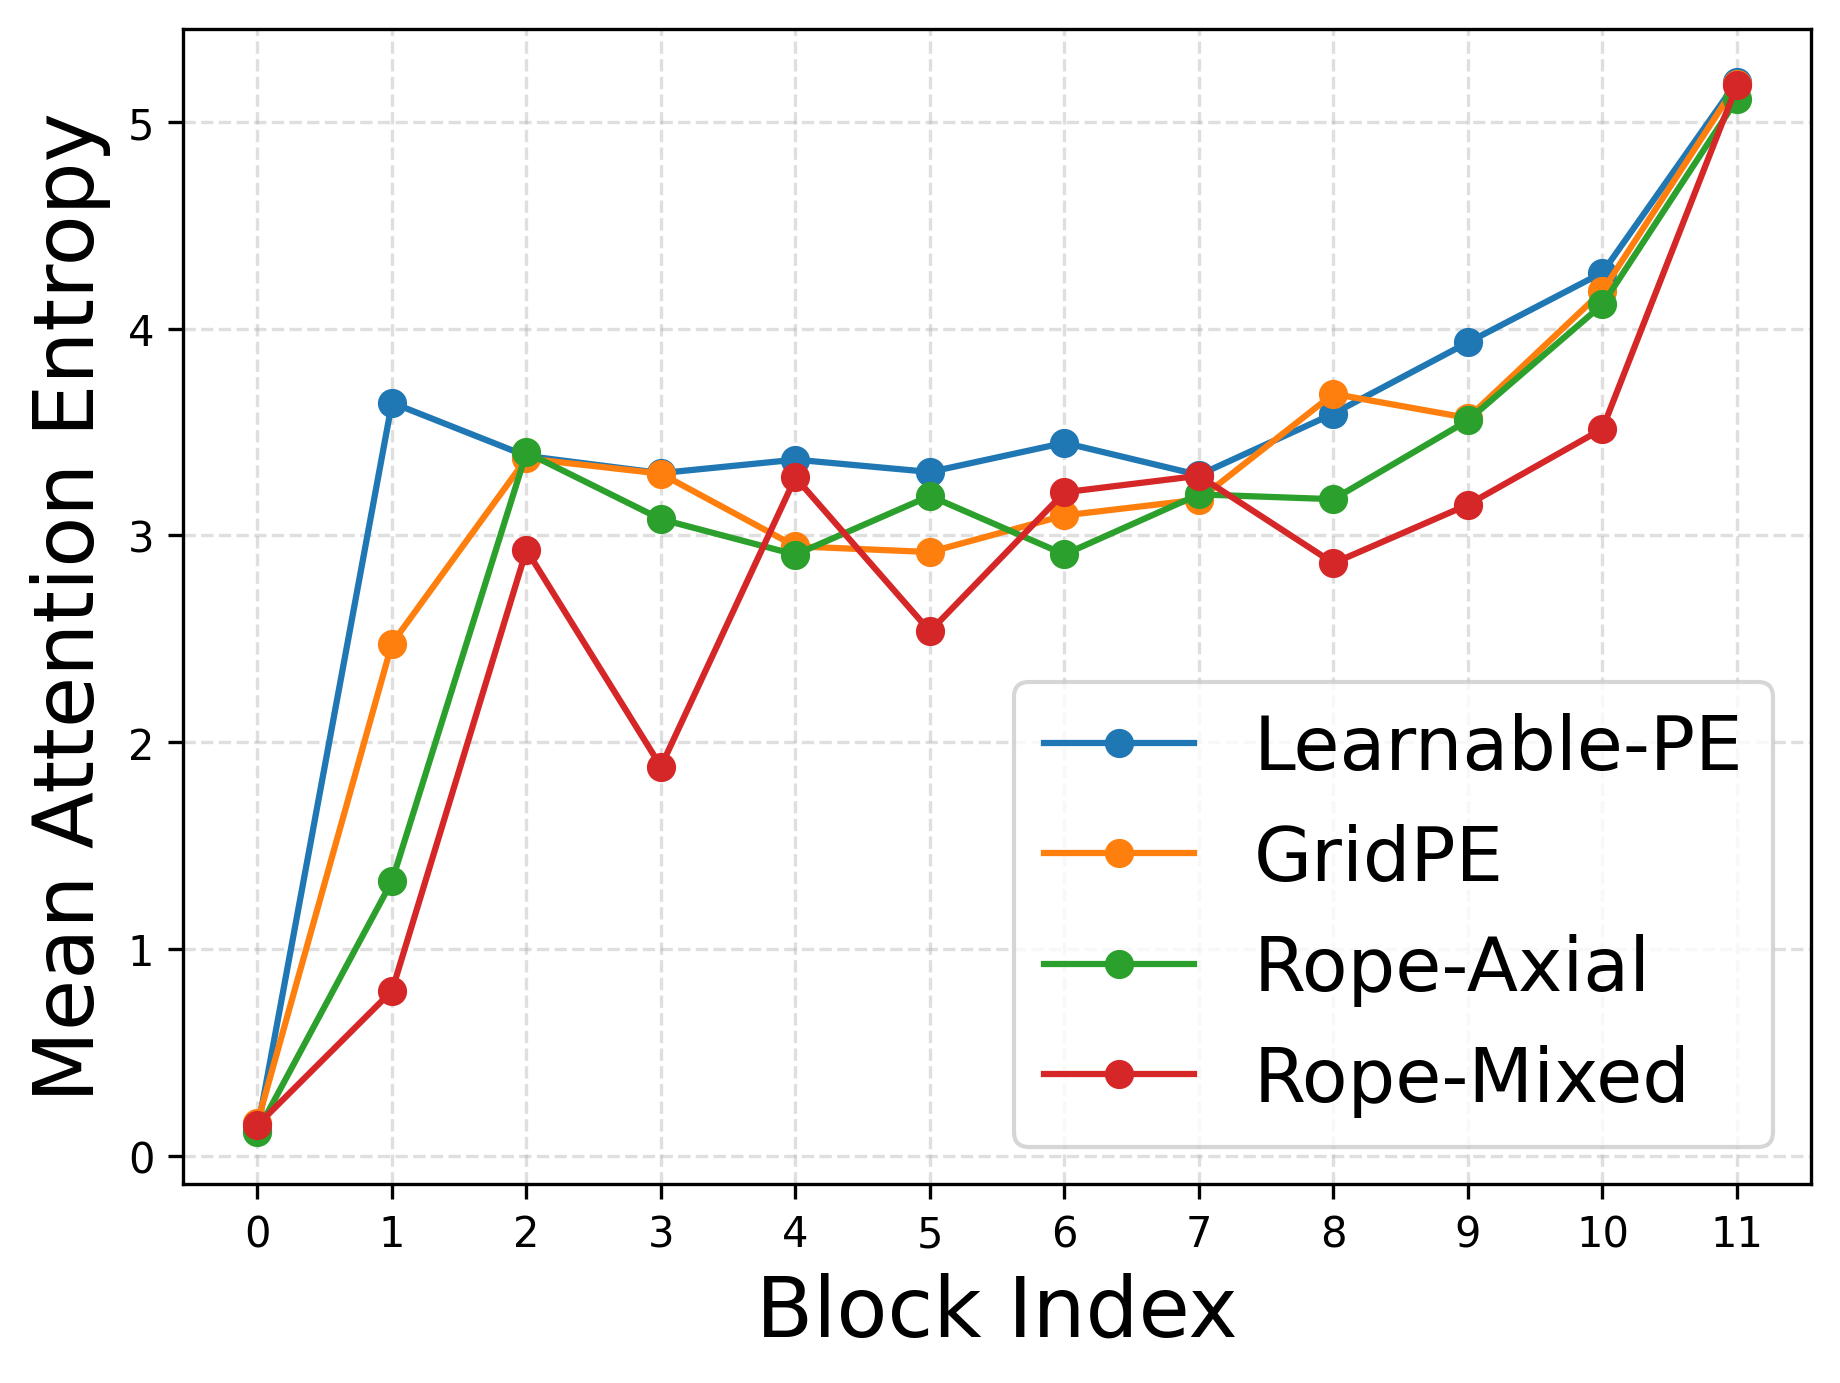 Mean Attention Entropy
5
4
3
2
1
0
Learnable-PE
GridPE
Rope-Axial
Rope-Mixed
0 1 2 3 4 5 6 7 8 9 10 11
Block Index